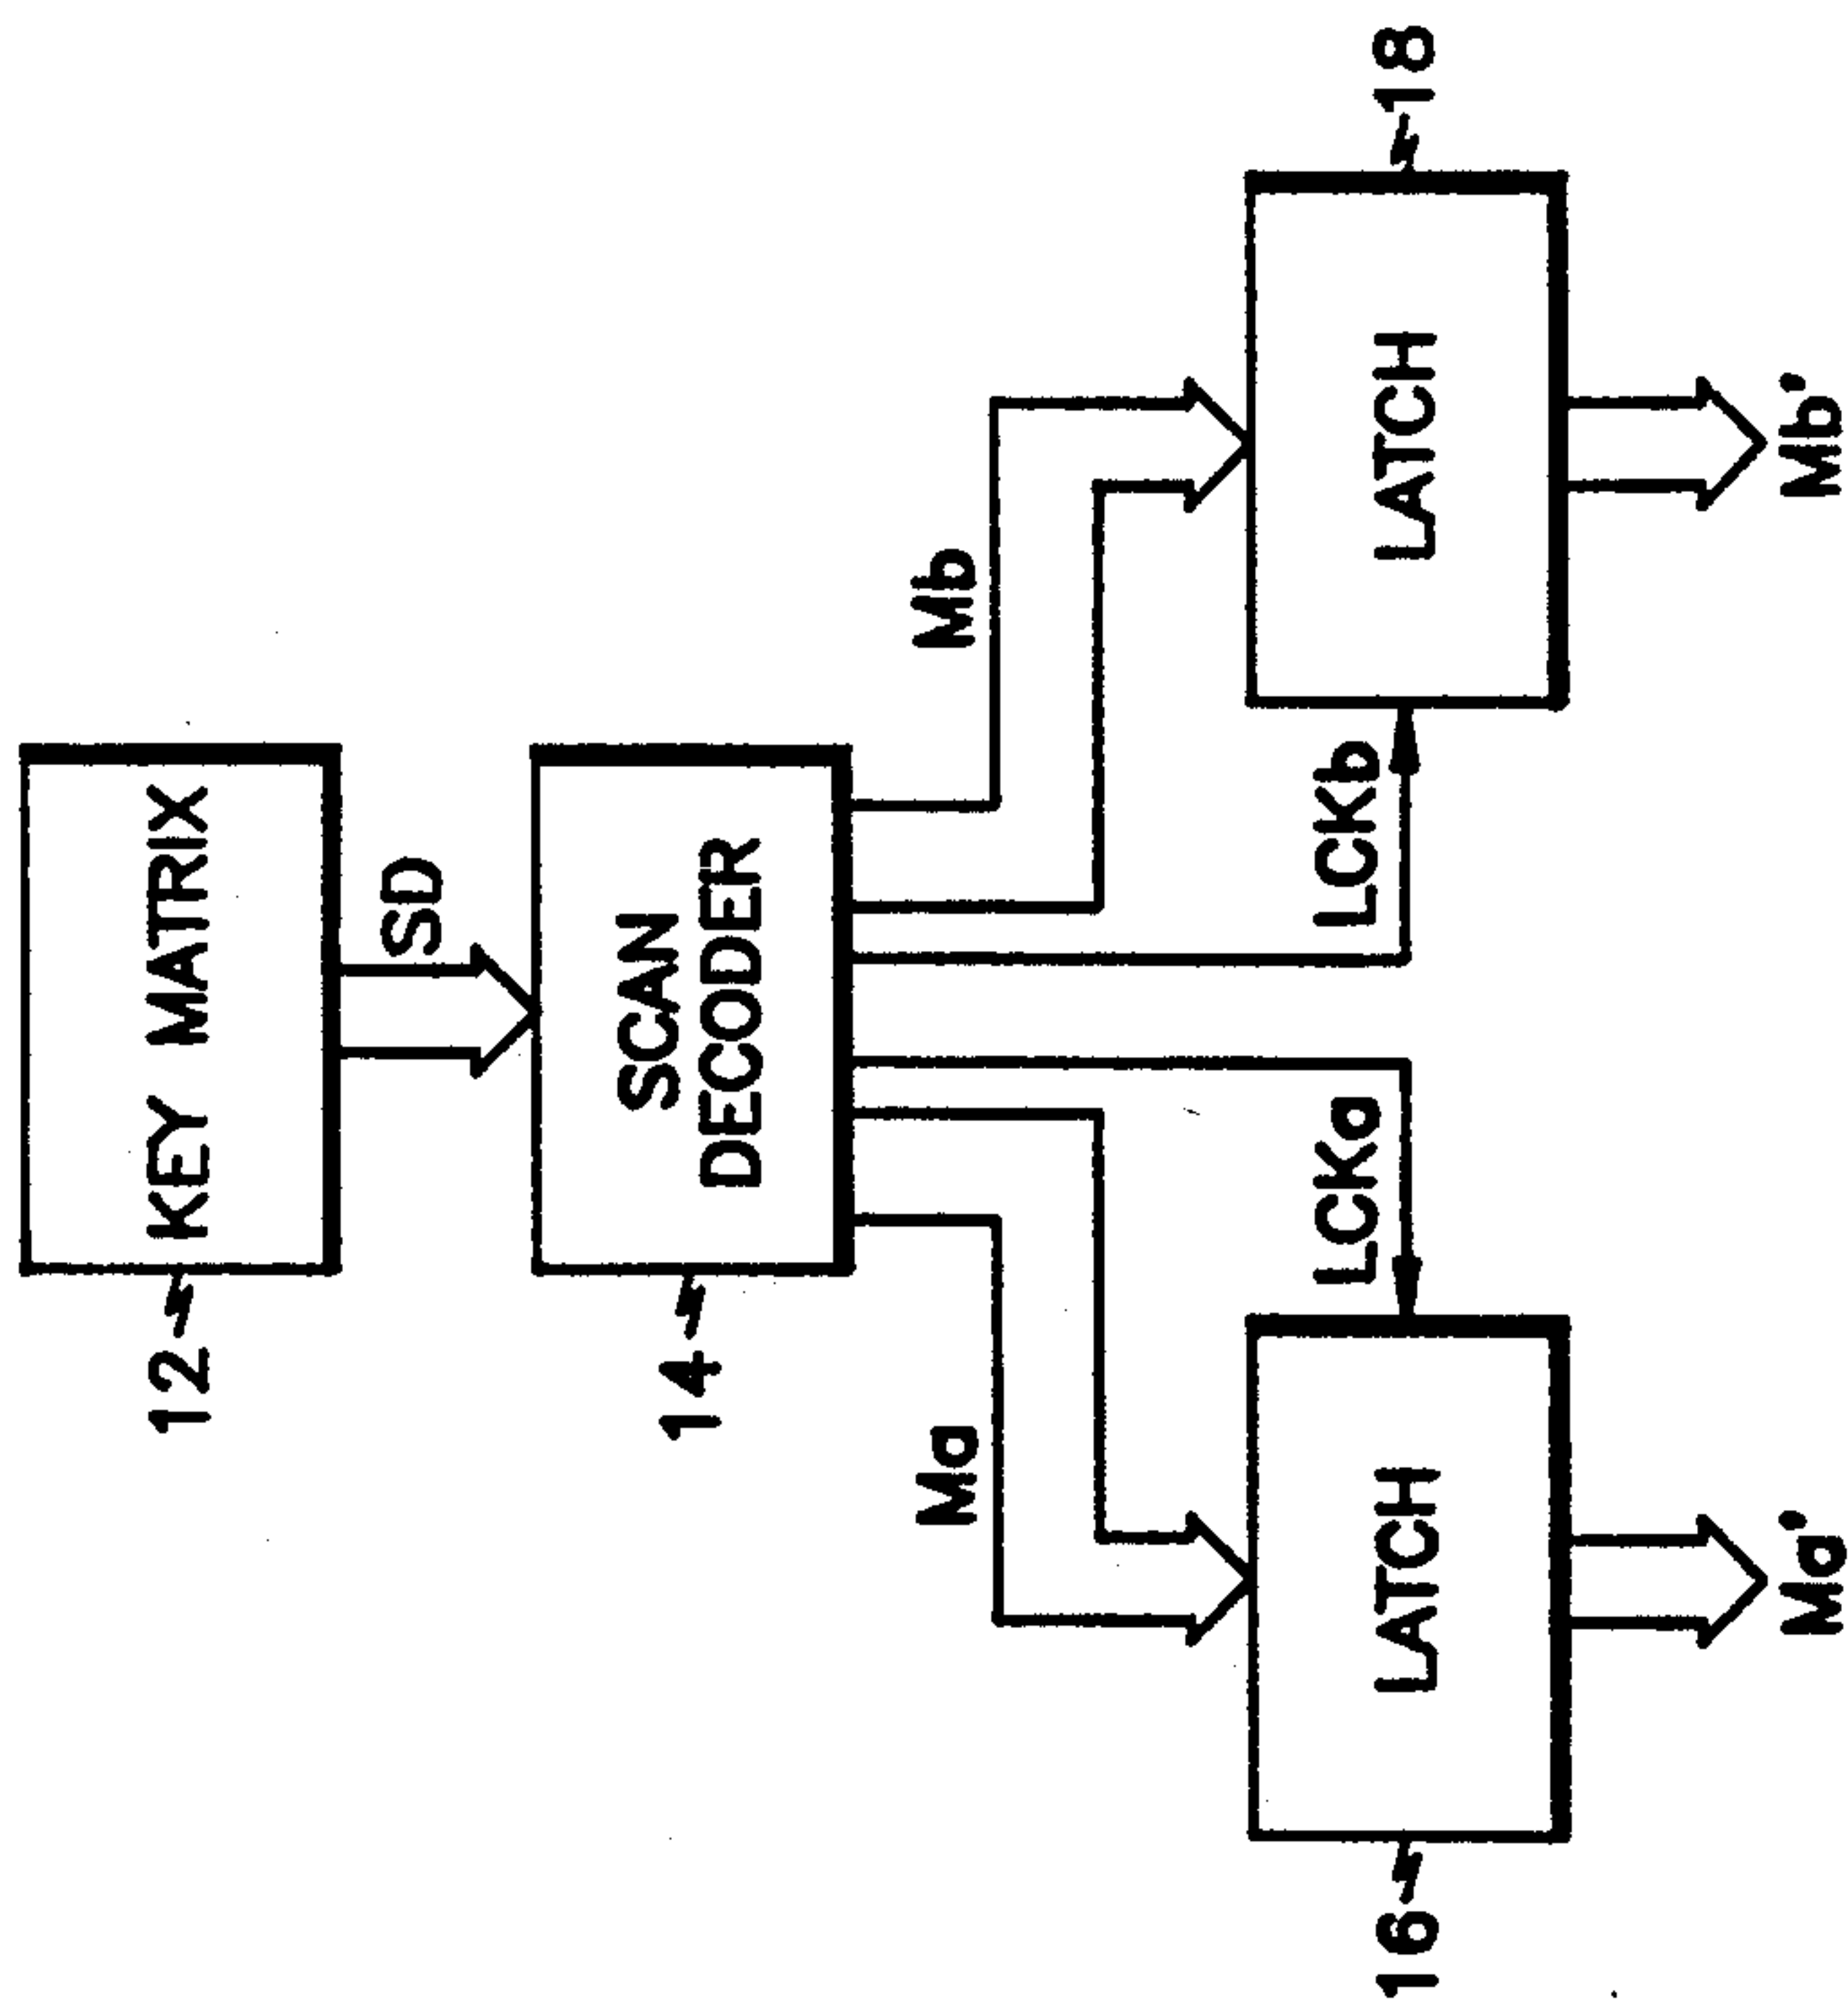 12
KEY MATRIX
SD
14
SCAN
DECODER
Ma
Mb
LCKa
LCKb
16
LATCH
LATCH
18
Ma'
Mb'